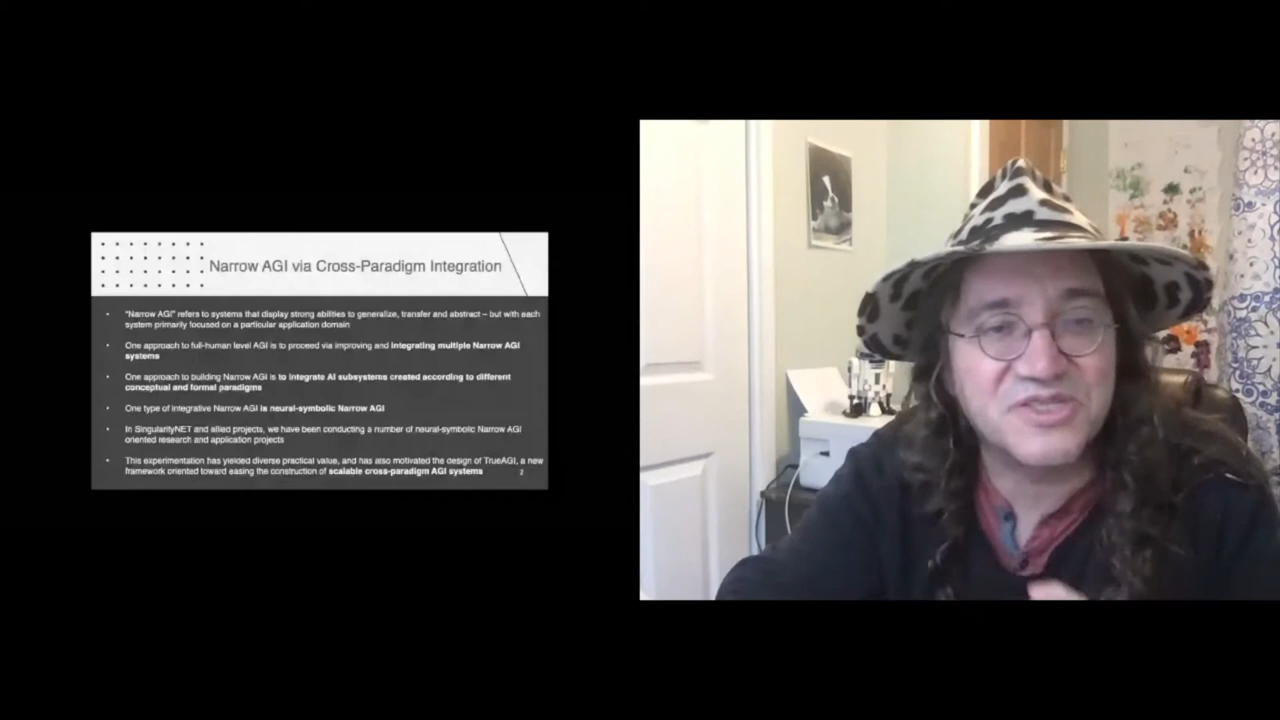 Narrow AGI via Cross-Paradigm Integration
• "Narrow AGI" refers to systems that display strong abilities to generalize, transfer and abstract – but with each
system primarily focused on a particular application domain
• One approach to full-human level AGI is to proceed via improving and integrating multiple Narrow AGI
systems
• One approach to building Narrow AGI is to integrate AI subsystems created according to different
conceptual and formal paradigms
• One type of integrative Narrow AGI is neural-symbolic Narrow AGI
• In SingularityNET and allied projects, we have been conducting a number of neural-symbolic Narrow AGI
oriented research and application projects
• This experimentation has yielded diverse practical value, and has also motivated the design of TrueAGI, a new
framework oriented toward easing the construction of scalable cross-paradigm AGI systems
2